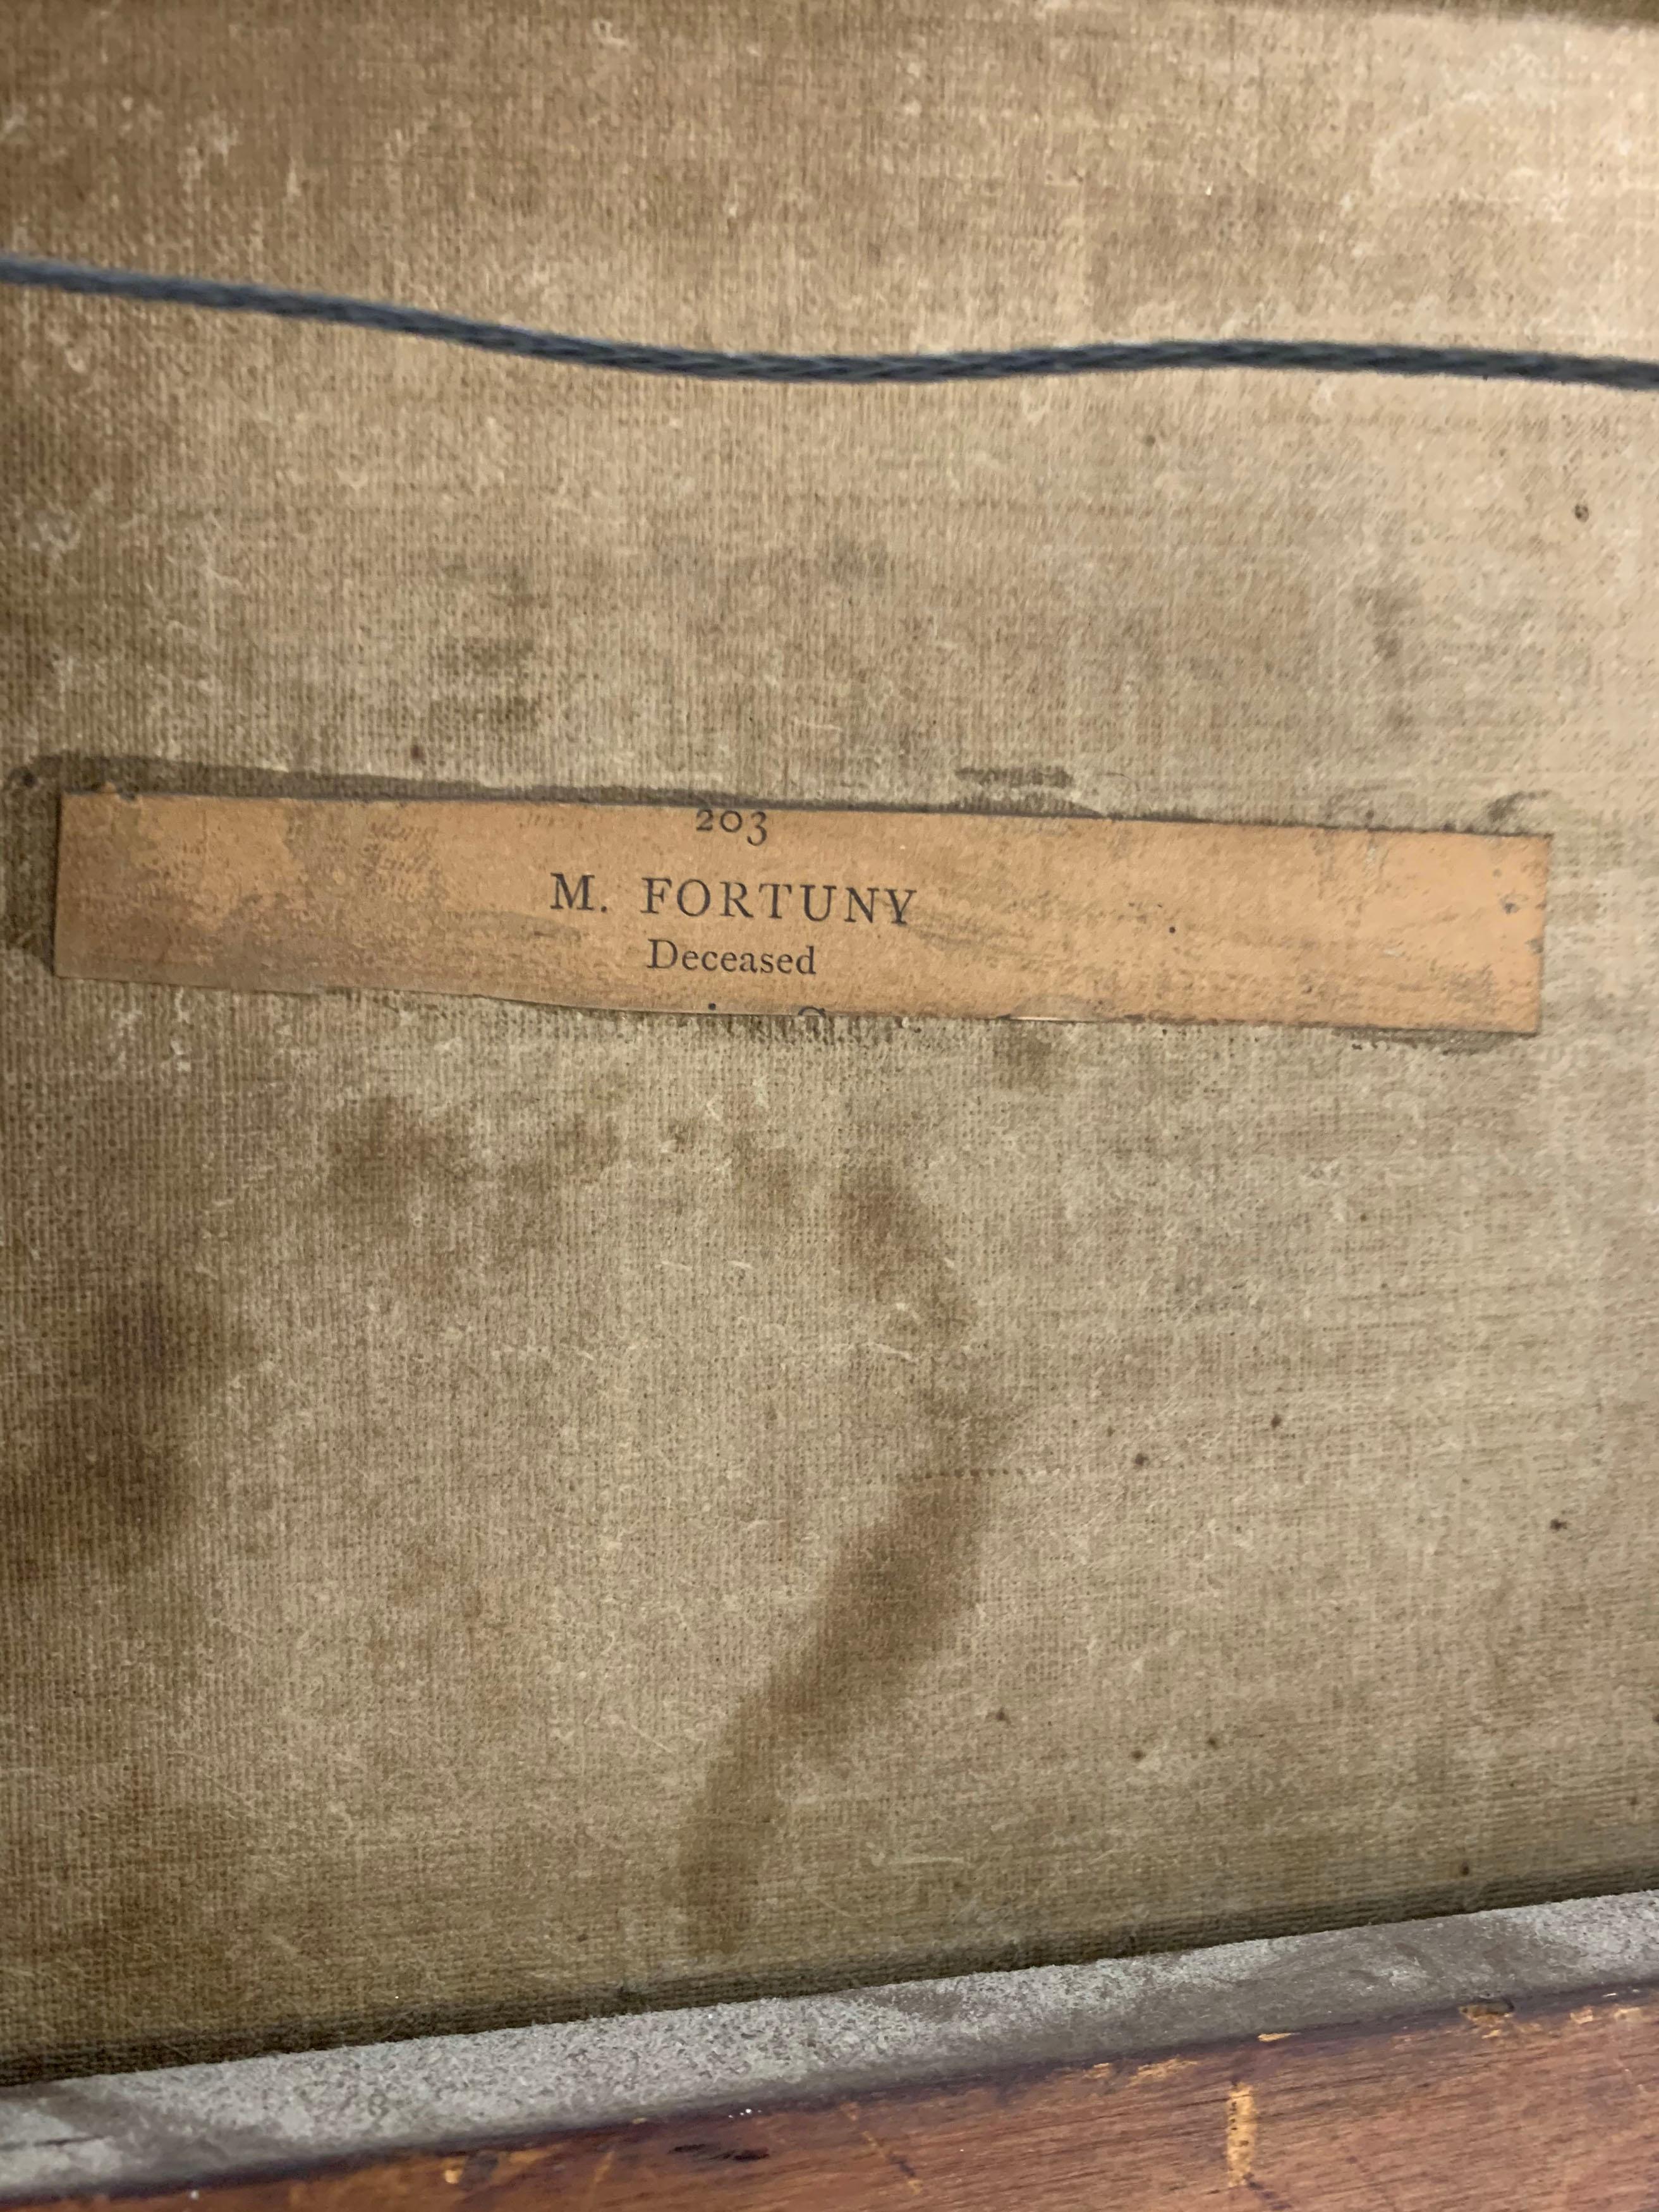 203
M. FORTUNY
Deceased